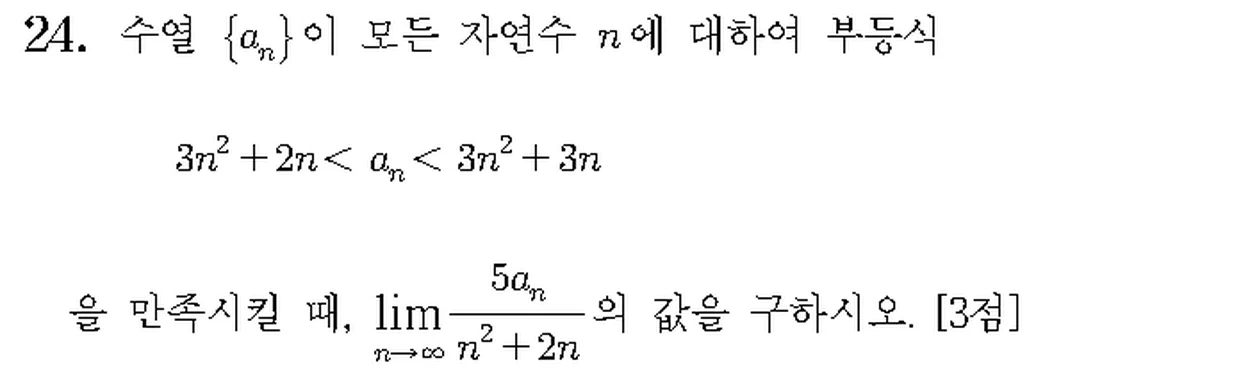 24. 수열 {aₙ}이 모든 자연수 n에 대하여 부등식
3n² + 2n < aₙ < 3n² + 3n
을 만족시킬 때, lim_{n→∞} 5aₙ/(n² + 2n) 의 값을 구하시오. [3점]